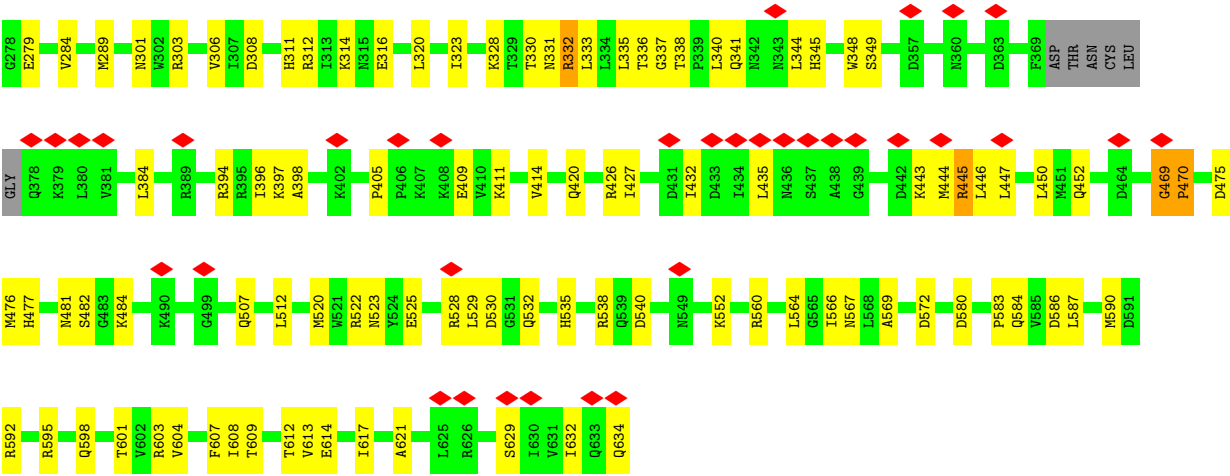 G278 E279 V284 M289 N301 W302 R303 V306 I307 D308 H311 R312 I313 K314 N315 E316 L320 I323 K328 T329 T330 N331 R332 L333 L334 L335 T336 G337 T338 P339 L340 Q341 N342 N343 L344 H345 W348 S349 D357 N360 D363 F369 ASP THR ASN CYS LEU
GLY Q378 K379 L380 V381 L384 R389 R394 R395 I396 K397 A398 K402 P405 P406 K407 K408 E409 V410 K411 V414 Q420 R426 I427 D431 I432 D433 I434 L435 N436 S437 A438 G439 D442 K443 M444 R445 L446 L447 L450 M451 Q452 D464 G469 P470 D475
M476 H477 N481 S482 G483 K484 K490 G499 Q507 L512 M520 W521 R522 N523 Y524 E525 R528 L529 D530 G531 Q532 H535 R538 Q539 D540 N549 K552 R560 L564 G565 I566 N567 L568 A569 D572 D580 P583 Q584 V585 D586 L587 M590 D591
R592 R595 Q598 T601 V602 R603 V604 F607 I608 T609 T612 V613 E614 I617 A621 L625 R626 S629 I630 V631 I632 Q633 Q634